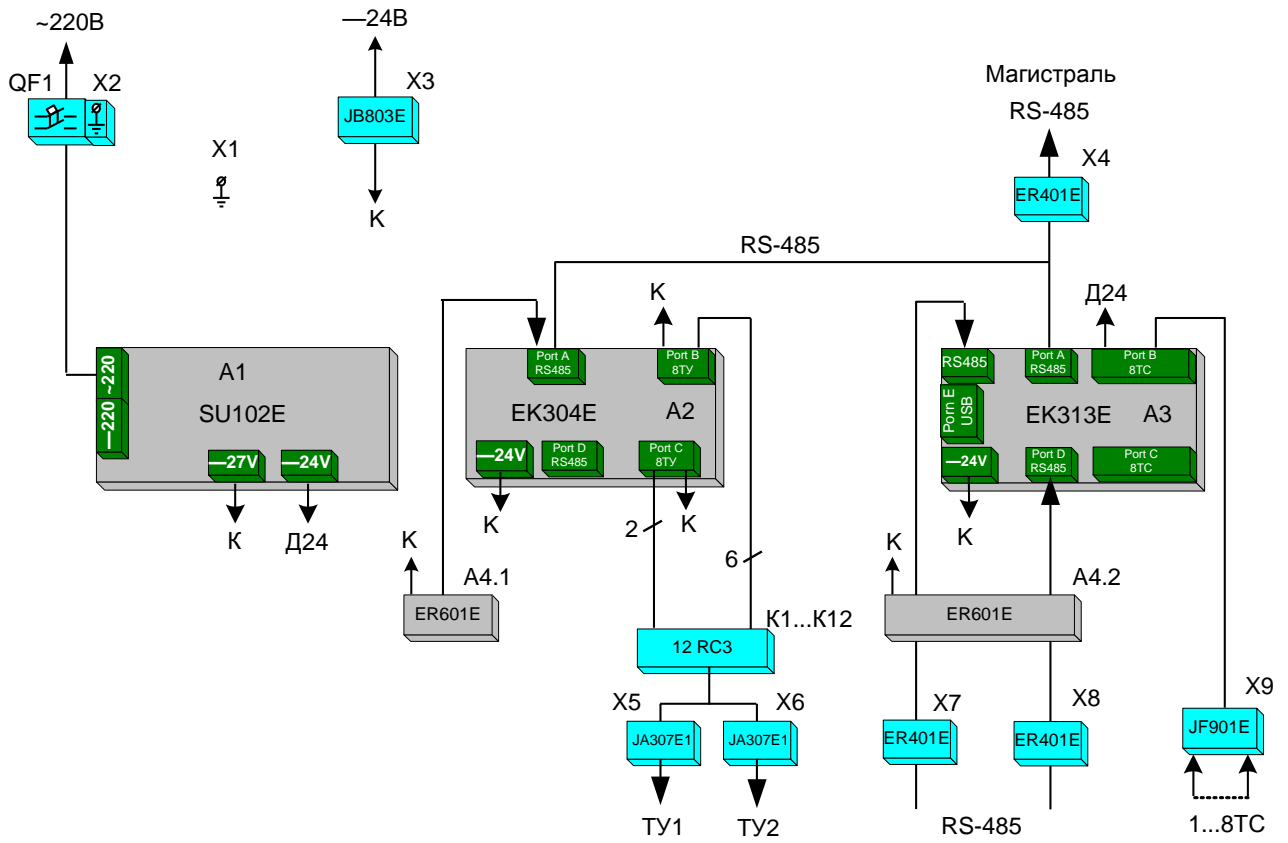 ~220В
—24В
QF1
X2
X3
JB803E
К
X1
Магистраль
RS-485
X4
ER401E
RS-485
~220
—220
A1
SU102E
—27V
—24V
К
Д24
К
Port A
RS485
Port B
8ТУ
EK304E
A2
—24V
Port D
RS485
Port C
8ТУ
К
К
2
6
К
A4.1
ER601E
К1...К12
12 RC3
X5
X6
JA307E1
JA307E1
ТУ1
ТУ2
Д24
RS485
Port A
RS485
Port B
8TC
Porn E
USB
EK313E
A3
—24V
Port D
RS485
Port C
8TC
К
К
A4.2
ER601E
X7
X8
X9
ER401E
ER401E
JF901E
RS-485
1...8ТС